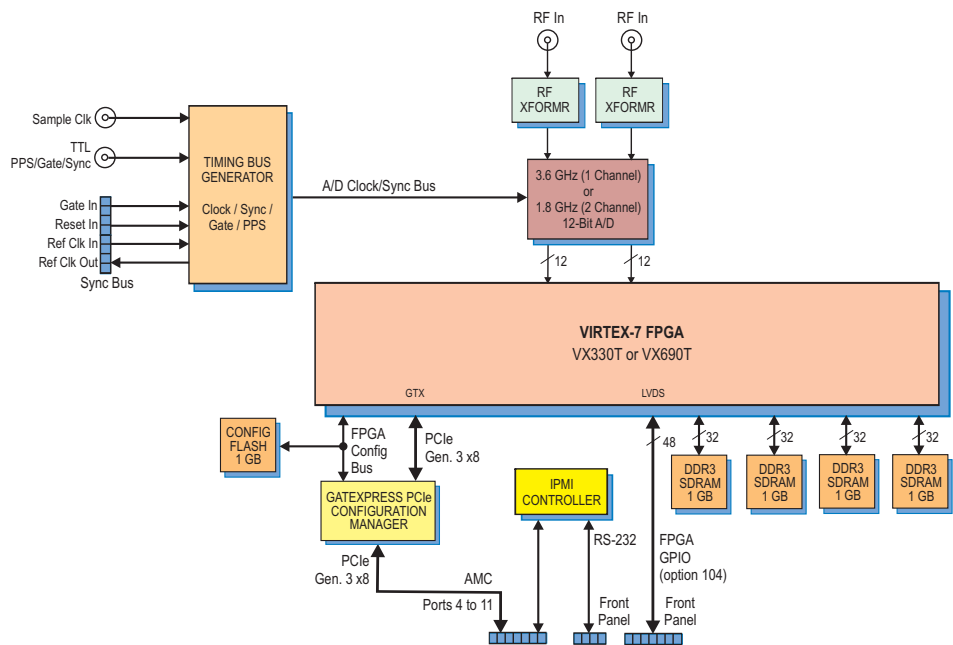 RF In
RF In
RF
XFORMR
RF
XFORMR
Sample Clk
TTL
PPS/Gate/Sync
Gate In
Reset In
Ref Clk In
Ref Clk Out
Sync Bus
TIMING BUS
GENERATOR
Clock / Sync /
Gate / PPS
A/D Clock/Sync Bus
3.6 GHz (1 Channel)
or
1.8 GHz (2 Channel)
12-Bit A/D
12
12
VIRTEX-7 FPGA
VX330T or VX690T
GTX
LVDS
CONFIG
FLASH
1 GB
FPGA
Config
Bus
PCIe
Gen. 3 x8
48
32
32
32
32
DDR3
SDRAM
1 GB
DDR3
SDRAM
1 GB
DDR3
SDRAM
1 GB
DDR3
SDRAM
1 GB
GATEXPRESS PCIe
CONFIGURATION
MANAGER
IPMI
CONTROLLER
RS-232
FPGA
GPIO
(option 104)
PCIe
Gen. 3 x8
AMC
Ports 4 to 11
Front
Panel
Front
Panel